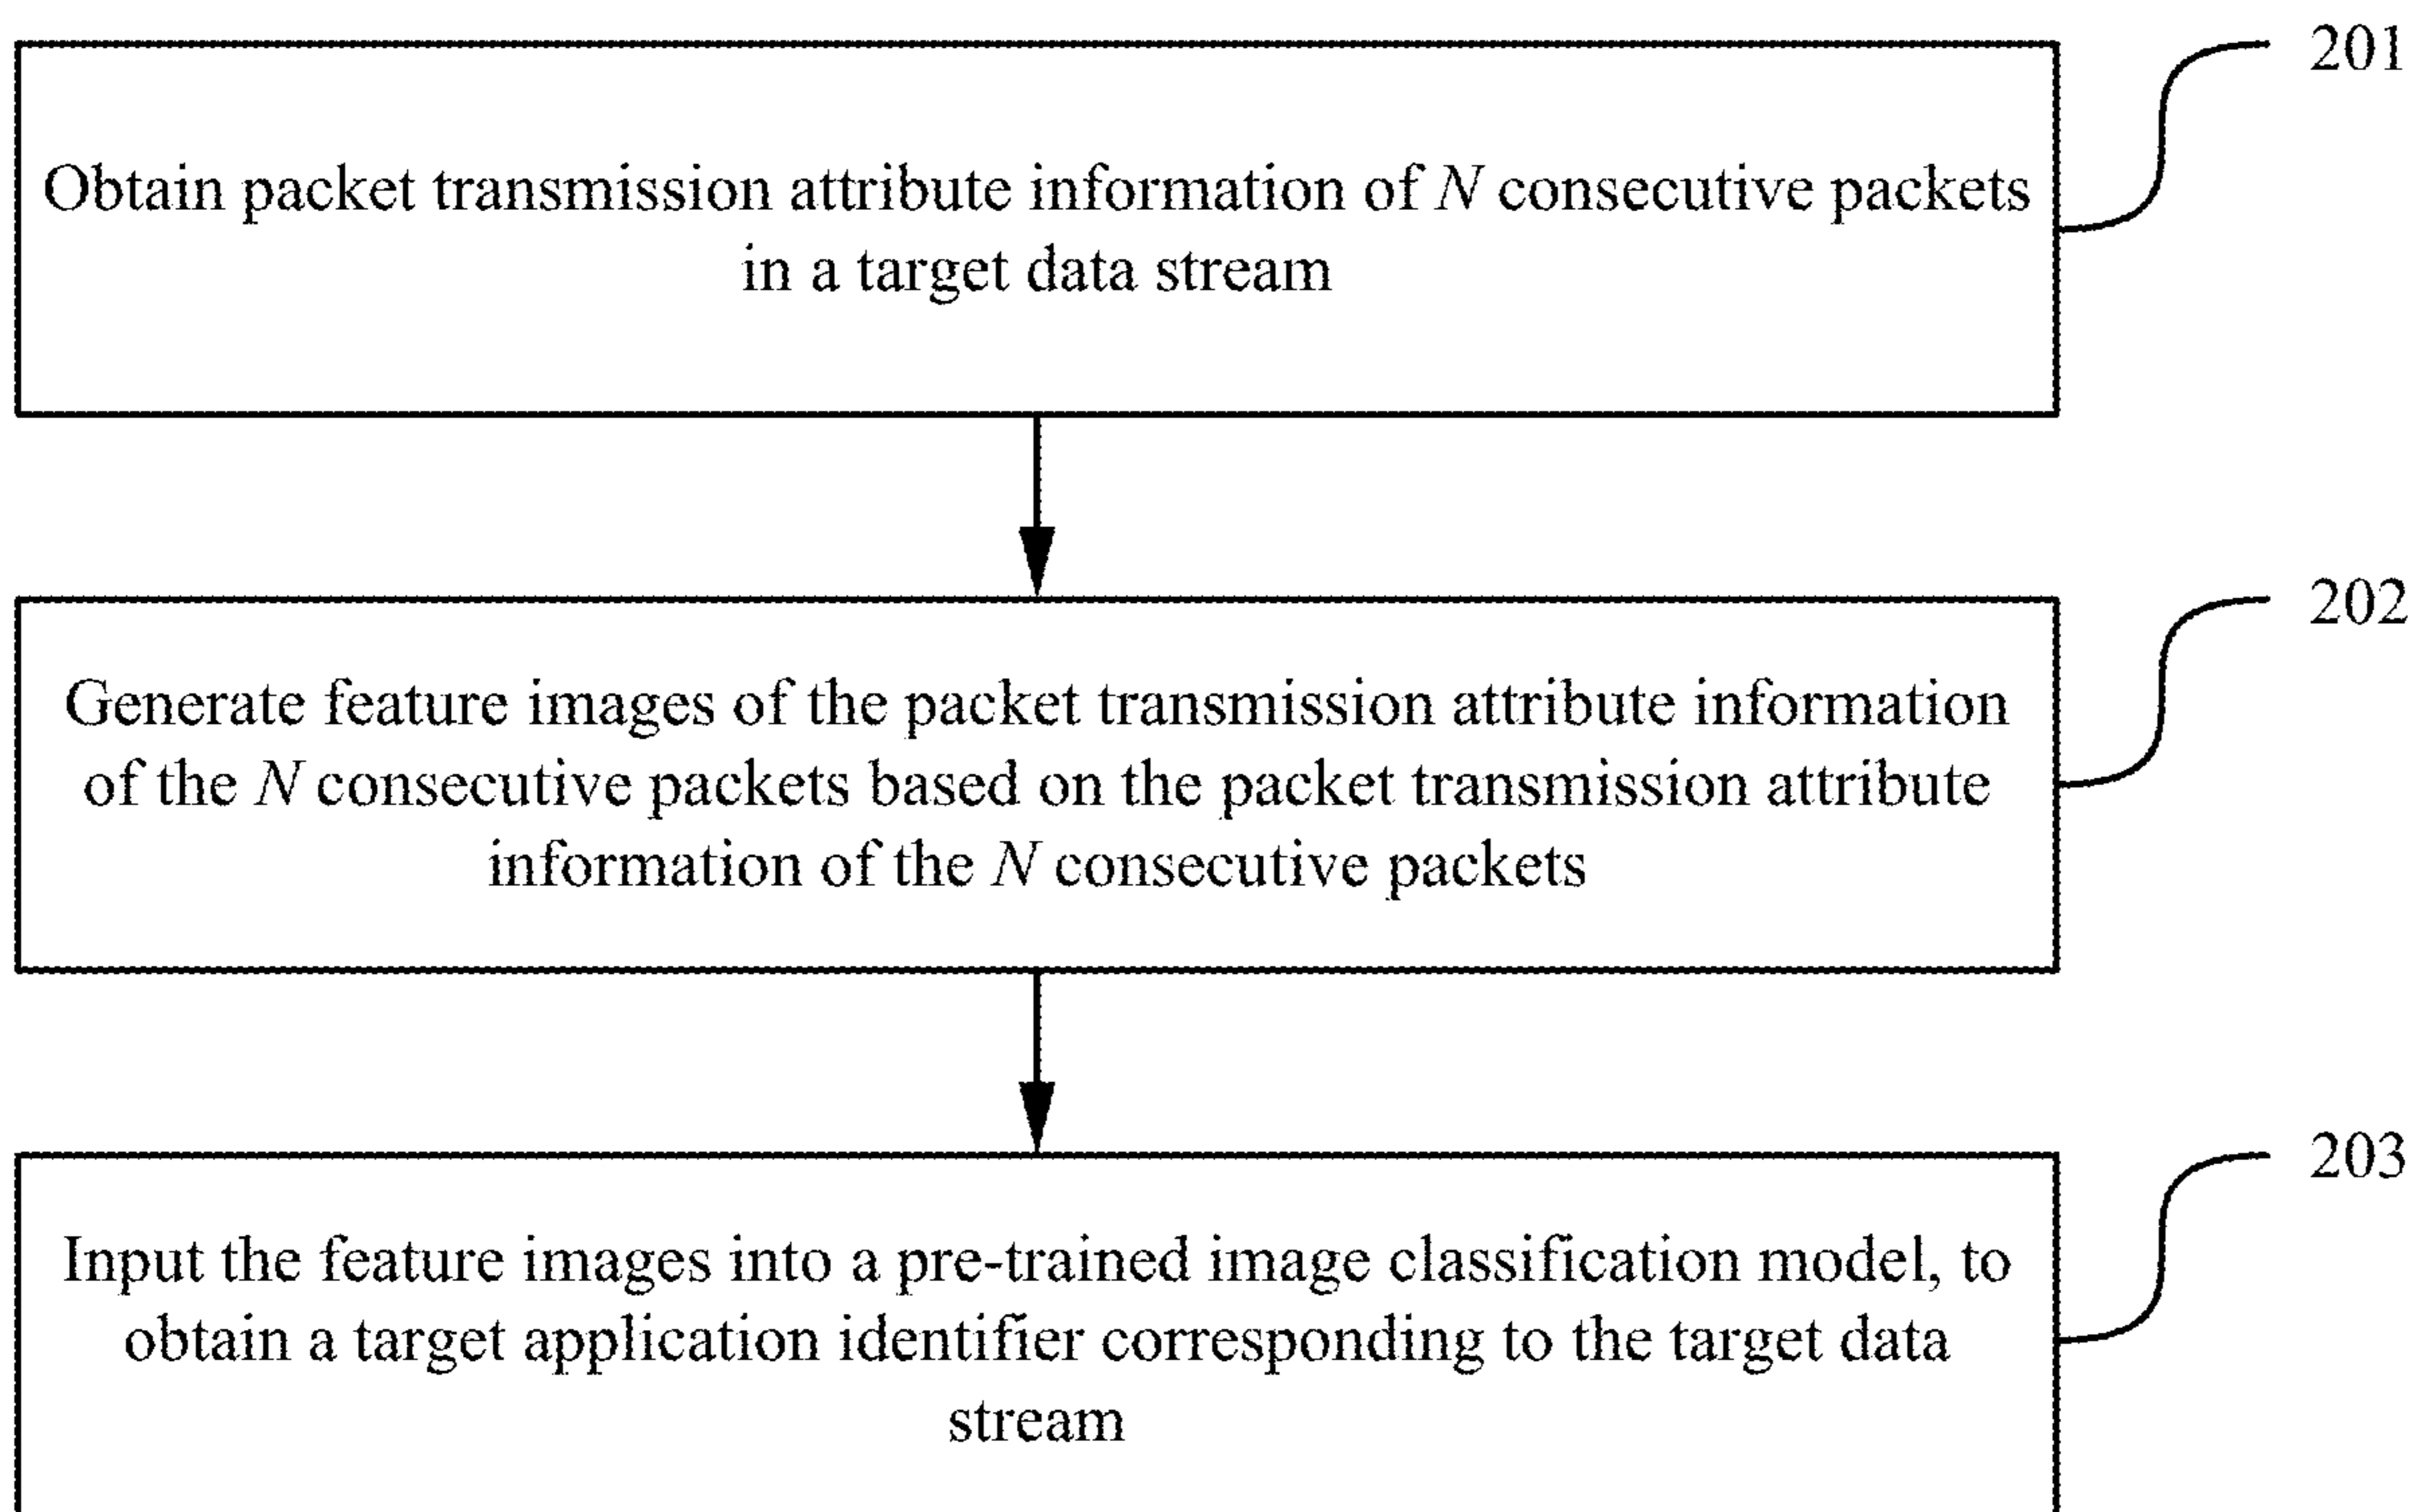 201
Obtain packet transmission attribute information of N consecutive packets
in a target data stream
202
Generate feature images of the packet transmission attribute information
of the N consecutive packets based on the packet transmission attribute
information of the N consecutive packets
203
Input the feature images into a pre-trained image classification model, to
obtain a target application identifier corresponding to the target data
stream